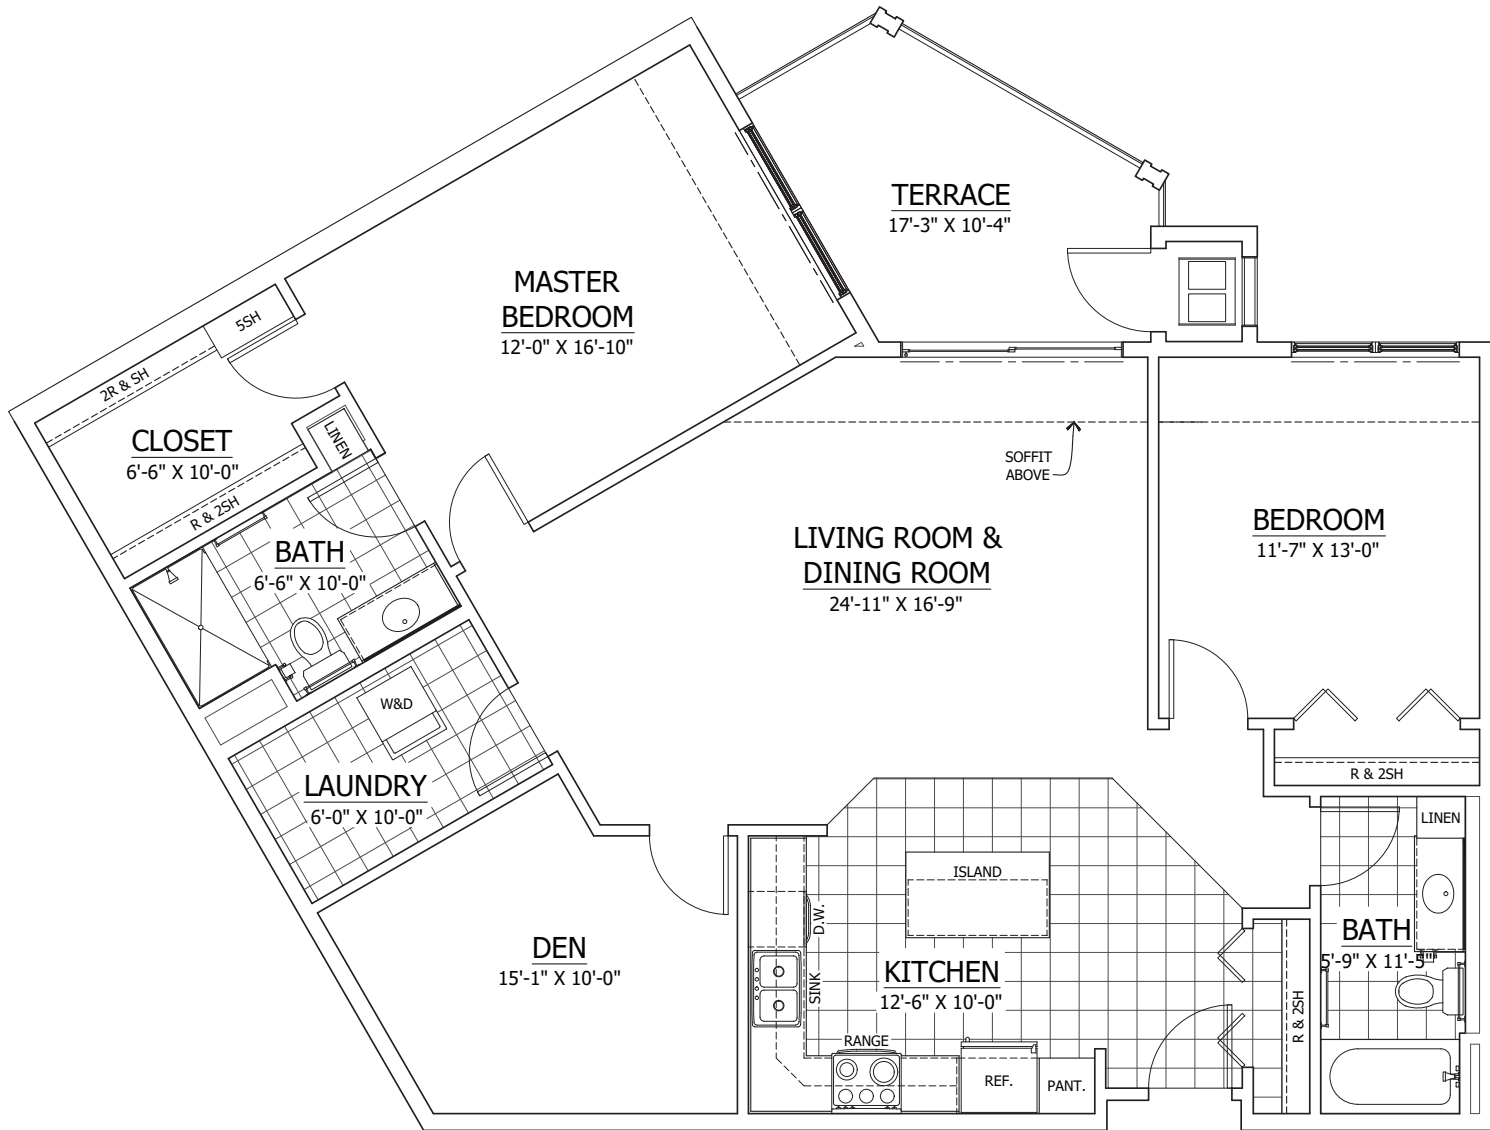 TERRACE
17'-3" X 10'-4"
MASTER
BEDROOM
12'-0" X 16'-10"
5SH
2R & SH
CLOSET
6'-6" X 10'-0"
LINEN
R & 2SH
BATH
6'-6" X 10'-0"
SOFFIT
ABOVE
LIVING ROOM &
DINING ROOM
24'-11" X 16'-9"
BEDROOM
11'-7" X 13'-0"
W&D
LAUNDRY
6'-0" X 10'-0"
R & 2SH
LINEN
ISLAND
D.W.
SINK
KITCHEN
12'-6" X 10'-0"
DEN
15'-1" X 10'-0"
BATH
5'-9" X 11'-5
R & 2SH
RANGE
REF.
PANT.